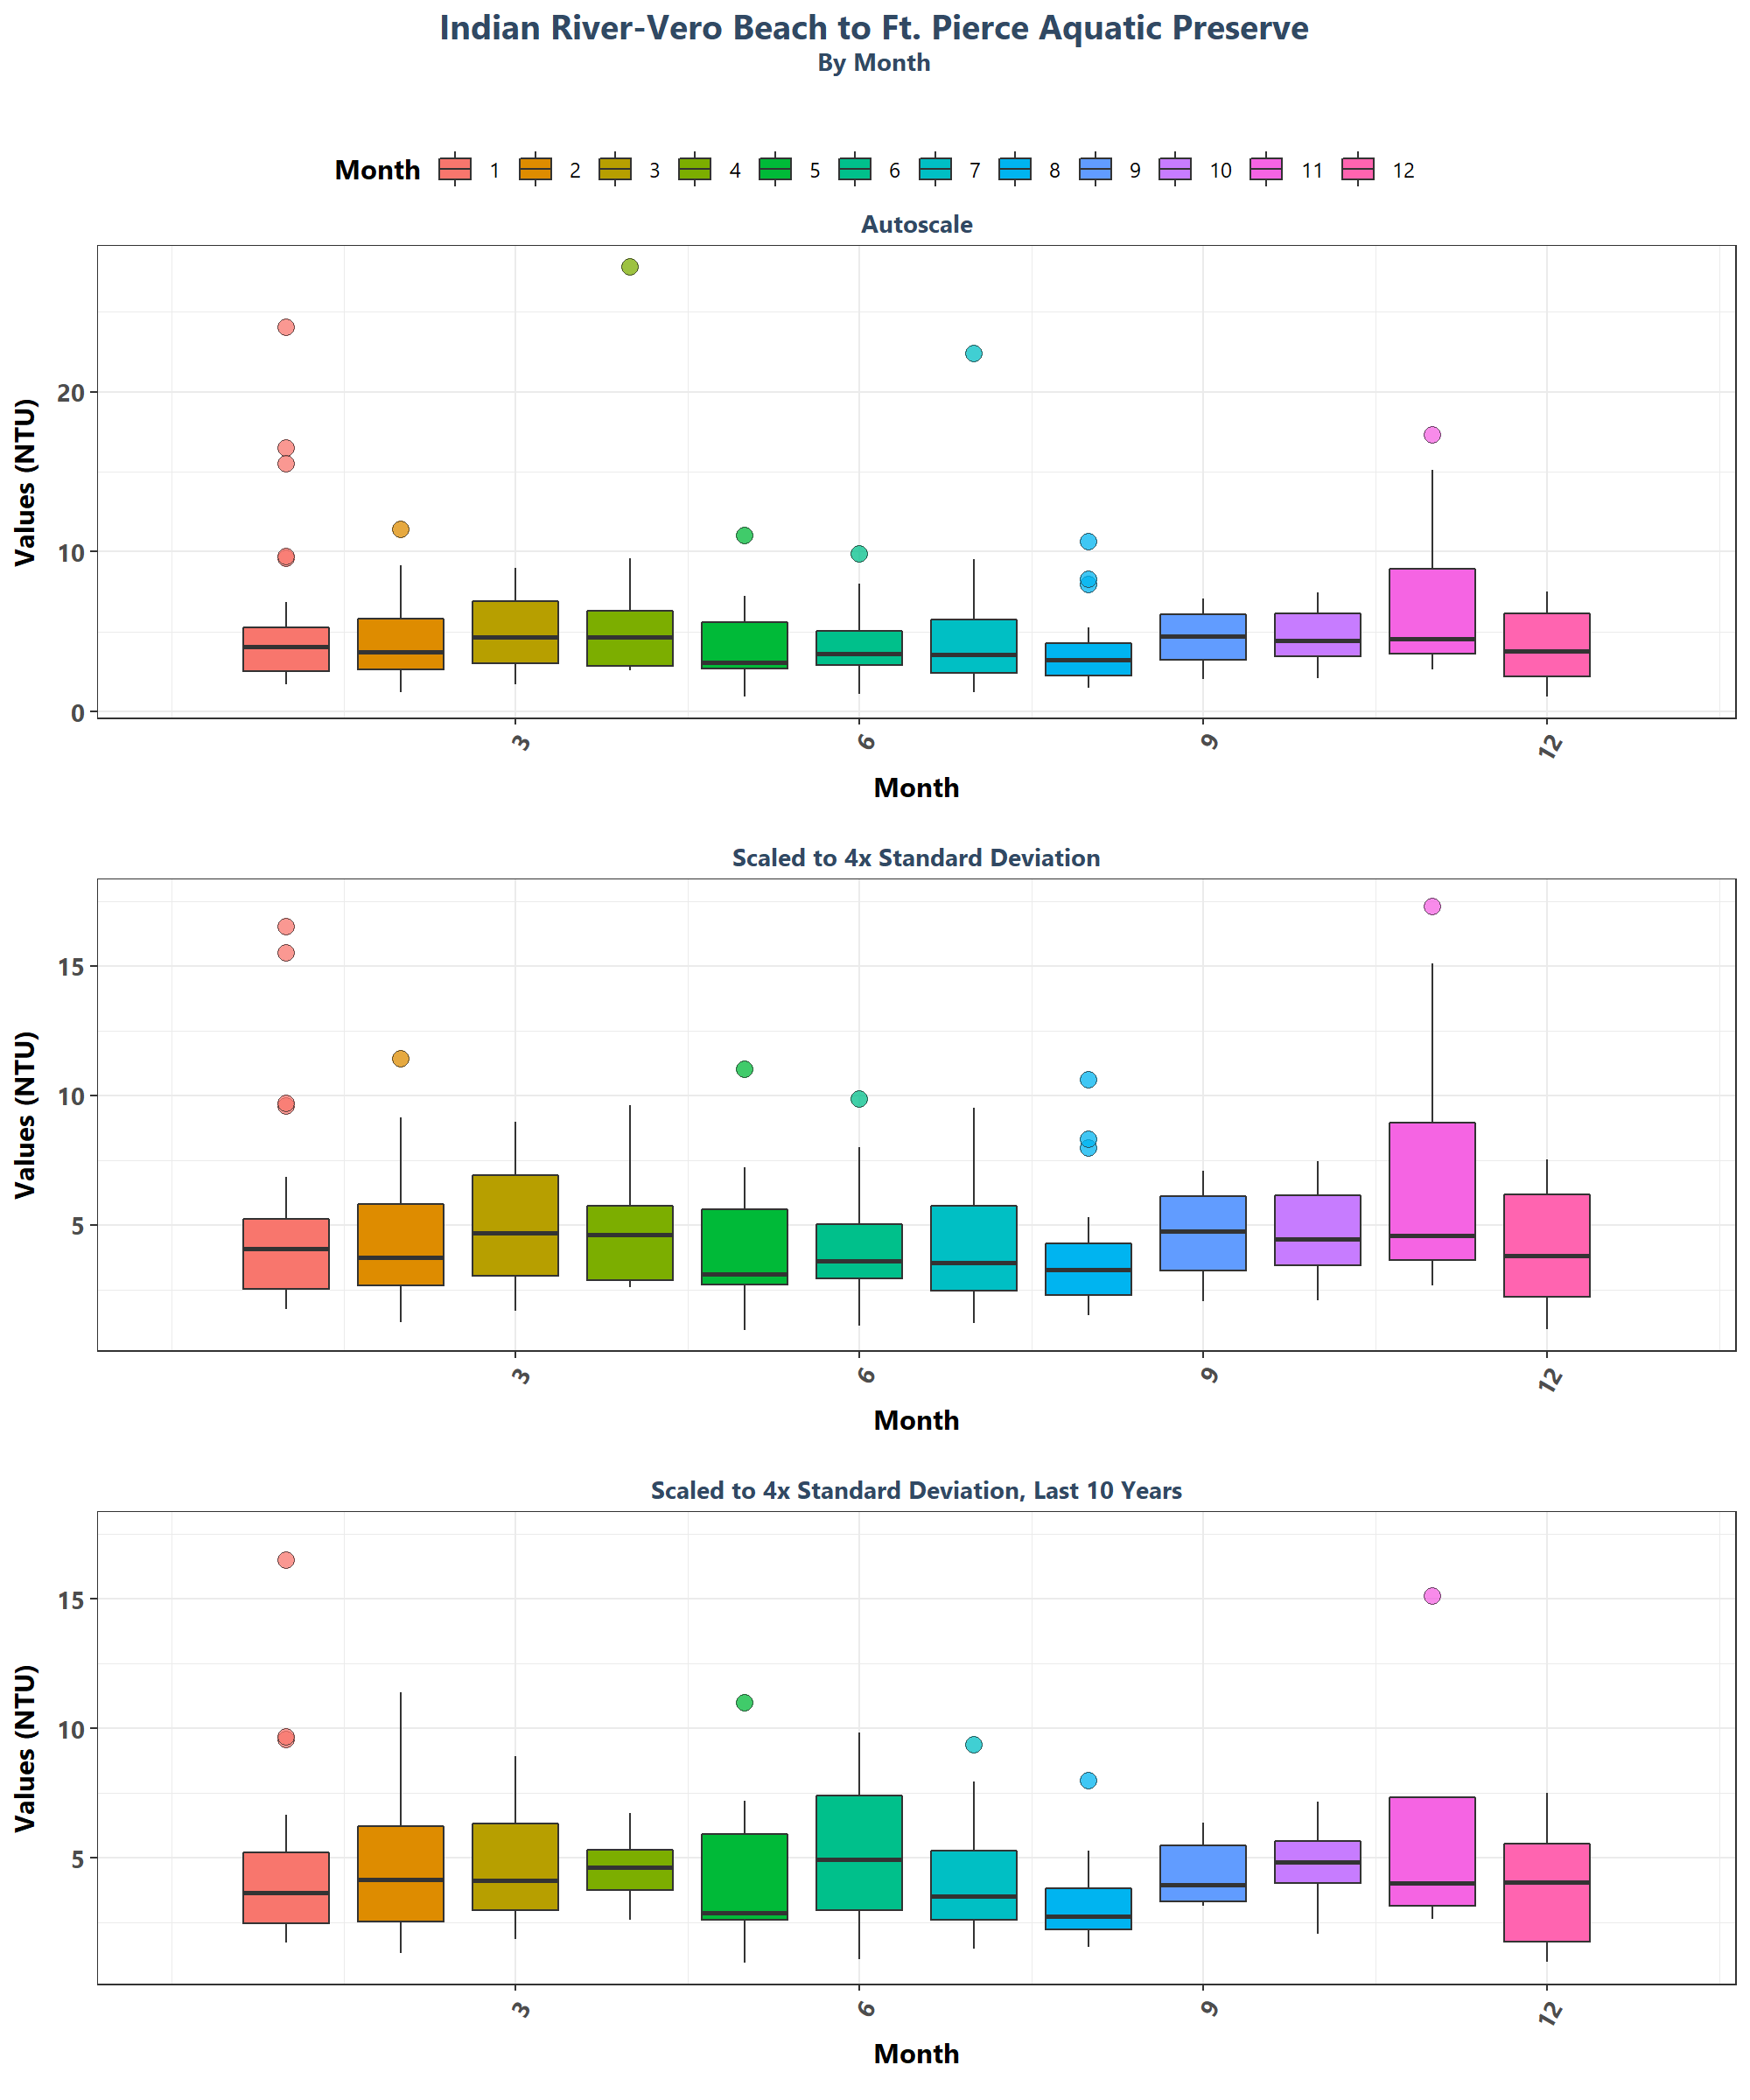 Indian River-Vero Beach to Ft. Pierce Aquatic Preserve
By Month
Month 1 2 3 4 5 6 7 8 9 10 11 12
Autoscale
Values (NTU)
20
10
0
3 6 9 12
Month
Scaled to 4x Standard Deviation
Values (NTU)
15
10
5
3 6 9 12
Month
Scaled to 4x Standard Deviation, Last 10 Years
Values (NTU)
15
10
5
3 6 9 12
Month